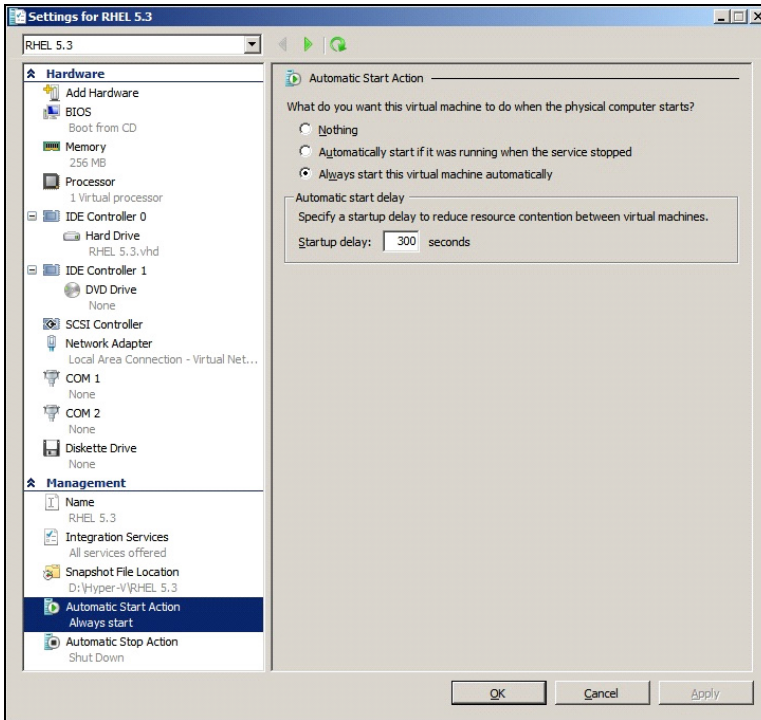 Settings for RHEL 5.3
RHEL 5.3
Hardware
Add Hardware
BIOS
Boot from CD
Memory
256 MB
Processor
1 Virtual processor
IDE Controller 0
Hard Drive
RHEL 5.3.vhd
IDE Controller 1
DVD Drive
None
SCSI Controller
Network Adapter
Local Area Connection - Virtual Net...
COM 1
None
COM 2
None
Diskette Drive
None
Management
Name
RHEL 5.3
Integration Services
All services offered
Snapshot File Location
D:\Hyper-V\RHEL 5.3
Automatic Start Action
Always start
Automatic Stop Action
Shut Down
Automatic Start Action
What do you want this virtual machine to do when the physical computer starts?
Nothing
Automatically start if it was running when the service stopped
Always start this virtual machine automatically
Automatic start delay
Specify a startup delay to reduce resource contention between virtual machines.
Startup delay: 300 seconds
OK Cancel Apply